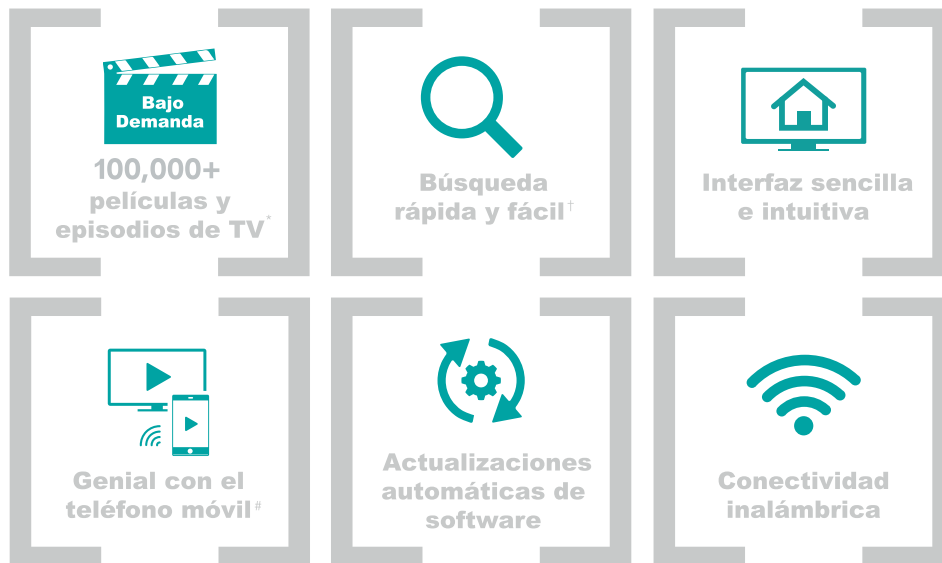 Bajo
Demanda
100,000+
películas y
episodios de TV*
Búsqueda
rápida y fácil†
Interfaz sencilla
e intuitiva
Genial con el
teléfono móvil#
Actualizaciones
automáticas de
software
Conectividad
inalámbrica